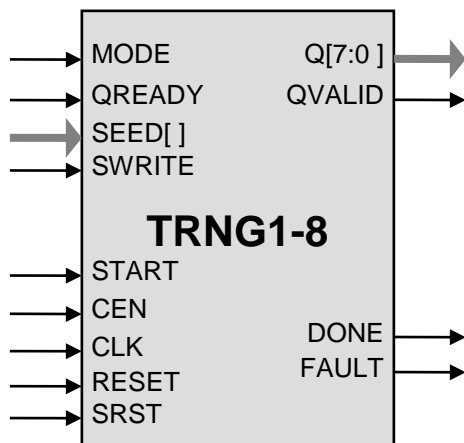 MODE
Q[7:0 ]
QREADY
QVALID
SEED[ ]
SWRITE
TRNG1-8
START
CEN
CLK
DONE
RESET
FAULT
SRST